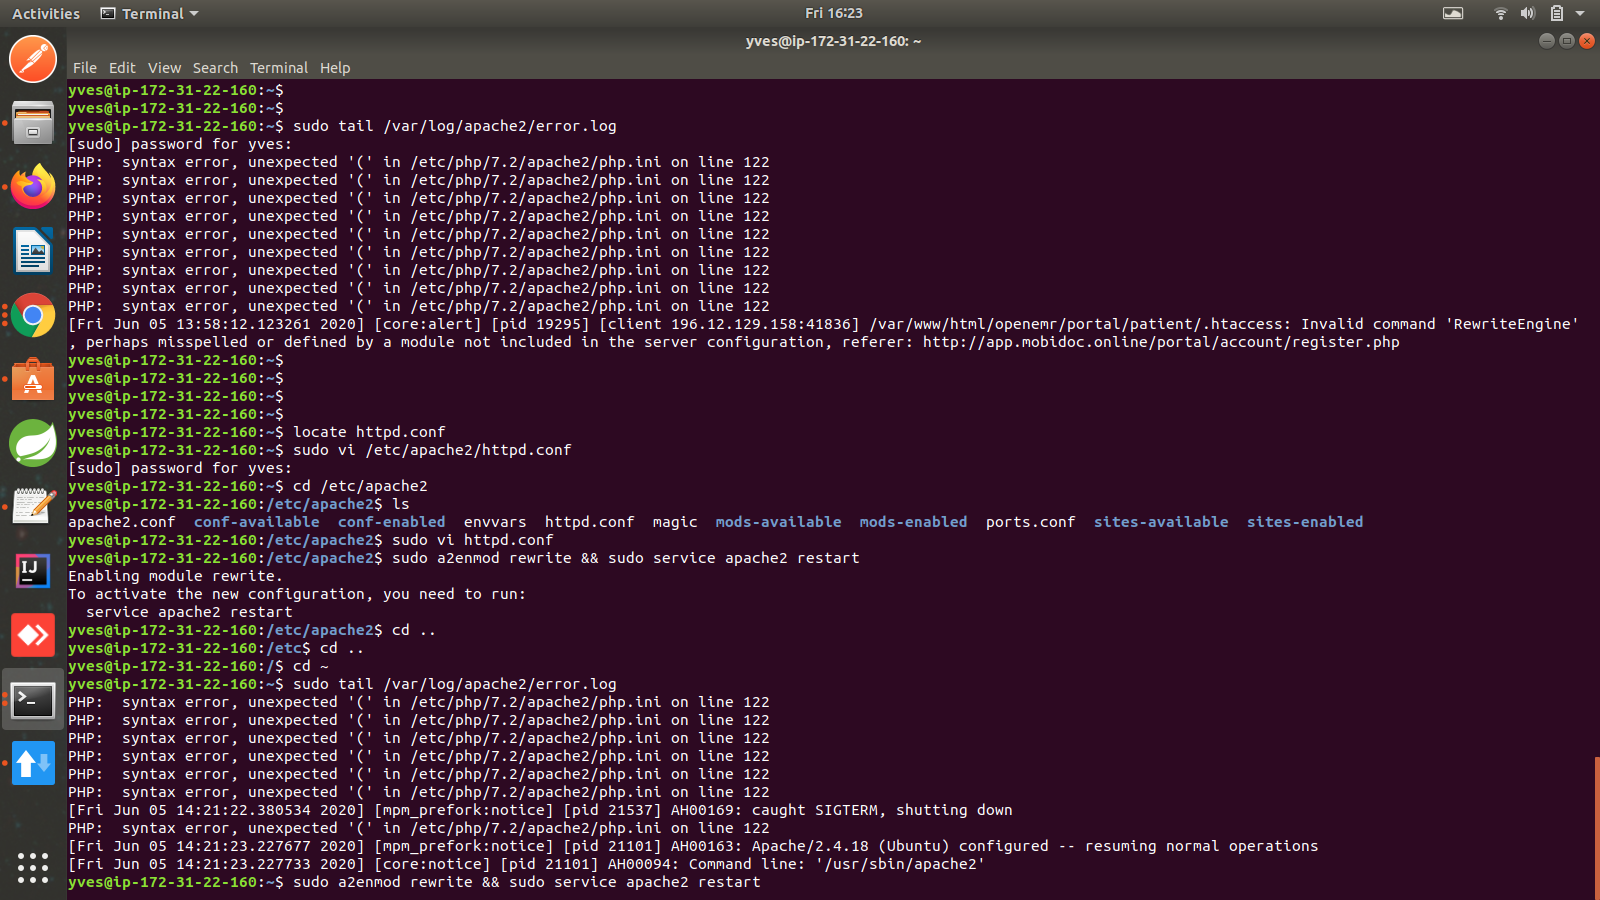 Activities Terminal Fri 16:23
yves@ip-172-31-22-160: ~
File Edit View Search Terminal Help
yves@ip-172-31-22-160:~$
yves@ip-172-31-22-160:~$
yves@ip-172-31-22-160:~$ sudo tail /var/log/apache2/error.log
[sudo] password for yves:
PHP:  syntax error, unexpected '(' in /etc/php/7.2/apache2/php.ini on line 122
PHP:  syntax error, unexpected '(' in /etc/php/7.2/apache2/php.ini on line 122
PHP:  syntax error, unexpected '(' in /etc/php/7.2/apache2/php.ini on line 122
PHP:  syntax error, unexpected '(' in /etc/php/7.2/apache2/php.ini on line 122
PHP:  syntax error, unexpected '(' in /etc/php/7.2/apache2/php.ini on line 122
PHP:  syntax error, unexpected '(' in /etc/php/7.2/apache2/php.ini on line 122
PHP:  syntax error, unexpected '(' in /etc/php/7.2/apache2/php.ini on line 122
PHP:  syntax error, unexpected '(' in /etc/php/7.2/apache2/php.ini on line 122
PHP:  syntax error, unexpected '(' in /etc/php/7.2/apache2/php.ini on line 122
[Fri Jun 05 13:58:12.123261 2020] [core:alert] [pid 19295] [client 196.12.129.158:41836] /var/www/html/openemr/portal/patient/.htaccess: Invalid command 'RewriteEngine'
, perhaps misspelled or defined by a module not included in the server configuration, referer: http://app.mobidoc.online/portal/account/register.php
yves@ip-172-31-22-160:~$
yves@ip-172-31-22-160:~$
yves@ip-172-31-22-160:~$
yves@ip-172-31-22-160:~$
yves@ip-172-31-22-160:~$ locate httpd.conf
yves@ip-172-31-22-160:~$ sudo vi /etc/apache2/httpd.conf
[sudo] password for yves:
yves@ip-172-31-22-160:~$ cd /etc/apache2
yves@ip-172-31-22-160:/etc/apache2$ ls
apache2.conf  conf-available  conf-enabled  envvars  httpd.conf  magic  mods-available  mods-enabled  ports.conf  sites-available  sites-enabled
yves@ip-172-31-22-160:/etc/apache2$ sudo vi httpd.conf
yves@ip-172-31-22-160:/etc/apache2$ sudo a2enmod rewrite && sudo service apache2 restart
Enabling module rewrite.
To activate the new configuration, you need to run:
  service apache2 restart
yves@ip-172-31-22-160:/etc/apache2$ cd ..
yves@ip-172-31-22-160:/etc$ cd ..
yves@ip-172-31-22-160:/$ cd ~
yves@ip-172-31-22-160:~$ sudo tail /var/log/apache2/error.log
PHP:  syntax error, unexpected '(' in /etc/php/7.2/apache2/php.ini on line 122
PHP:  syntax error, unexpected '(' in /etc/php/7.2/apache2/php.ini on line 122
PHP:  syntax error, unexpected '(' in /etc/php/7.2/apache2/php.ini on line 122
PHP:  syntax error, unexpected '(' in /etc/php/7.2/apache2/php.ini on line 122
PHP:  syntax error, unexpected '(' in /etc/php/7.2/apache2/php.ini on line 122
PHP:  syntax error, unexpected '(' in /etc/php/7.2/apache2/php.ini on line 122
[Fri Jun 05 14:21:22.380534 2020] [mpm_prefork:notice] [pid 21537] AH00169: caught SIGTERM, shutting down
PHP:  syntax error, unexpected '(' in /etc/php/7.2/apache2/php.ini on line 122
[Fri Jun 05 14:21:23.227677 2020] [mpm_prefork:notice] [pid 21101] AH00163: Apache/2.4.18 (Ubuntu) configured -- resuming normal operations
[Fri Jun 05 14:21:23.227733 2020] [core:notice] [pid 21101] AH00094: Command line: '/usr/sbin/apache2'
yves@ip-172-31-22-160:~$ sudo a2enmod rewrite && sudo service apache2 restart
A
IJ
>_